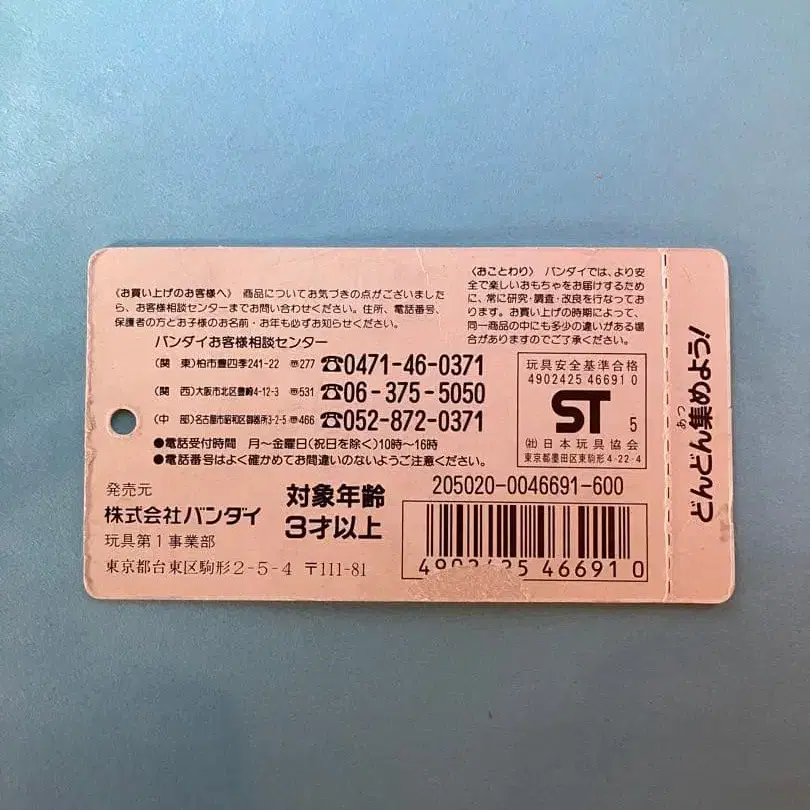 〈お買い上げのお客様へ〉 商品についてお気づきの点がございました
ら、お客様相談センターまでお問い合わせください。住所、電話番号、
保護者の方とお子様のお名前・お年も必ずお知らせください。
バンダイお客様相談センター
(関 東)柏市豊四季241-22 〠277 ☎0471-46-0371
(関 西)大阪市北区豊崎4-12-3 〠531 ☎06-375-5050
(中 部)名古屋市昭和区御器所3-2-5 〠466 ☎052-872-0371
●電話受付時間 月〜金曜日(祝日を除く)10時〜16時
●電話番号はよく確かめてお間違いのないようご注意ください。
発売元
株式会社バンダイ
玩具第1事業部
東京都台東区駒形2-5-4 〒111-81
対象年齢
3才以上
〈おことわり〉 バンダイでは、より安
全で楽しいおもちゃをお届けするため
に、常に研究・調査・改良を行なってお
ります。お買い上げの時期によって、
同一商品の中にも多少の違いがある場
合がありますのでご了承ください。
玩具安全基準合格
4902425 46691 0
ST 5
㈳日本玩具協会
東京都墨田区東駒形4-22-4
205020-0046691-600
4902425 466910
どんどん集めよう!
あつ